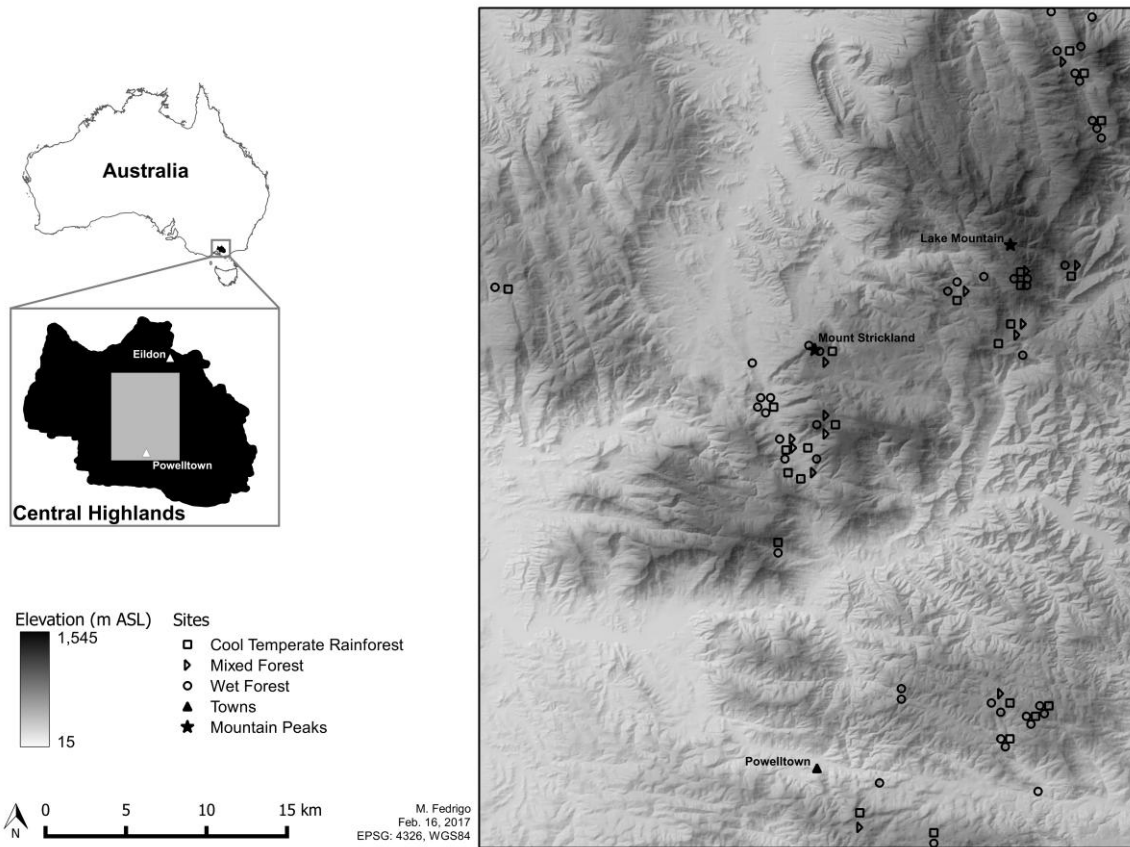 Australia
Eildon
Powelltown
Central Highlands
Elevation (m ASL)
1,545
15
Sites
Cool Temperate Rainforest
Mixed Forest
Wet Forest
Towns
Mountain Peaks
N
0 5 10 15 km
M. Fedrigo
Feb. 16, 2017
EPSG: 4326, WGS84
Lake Mountain
Mount Strickland
Powelltown